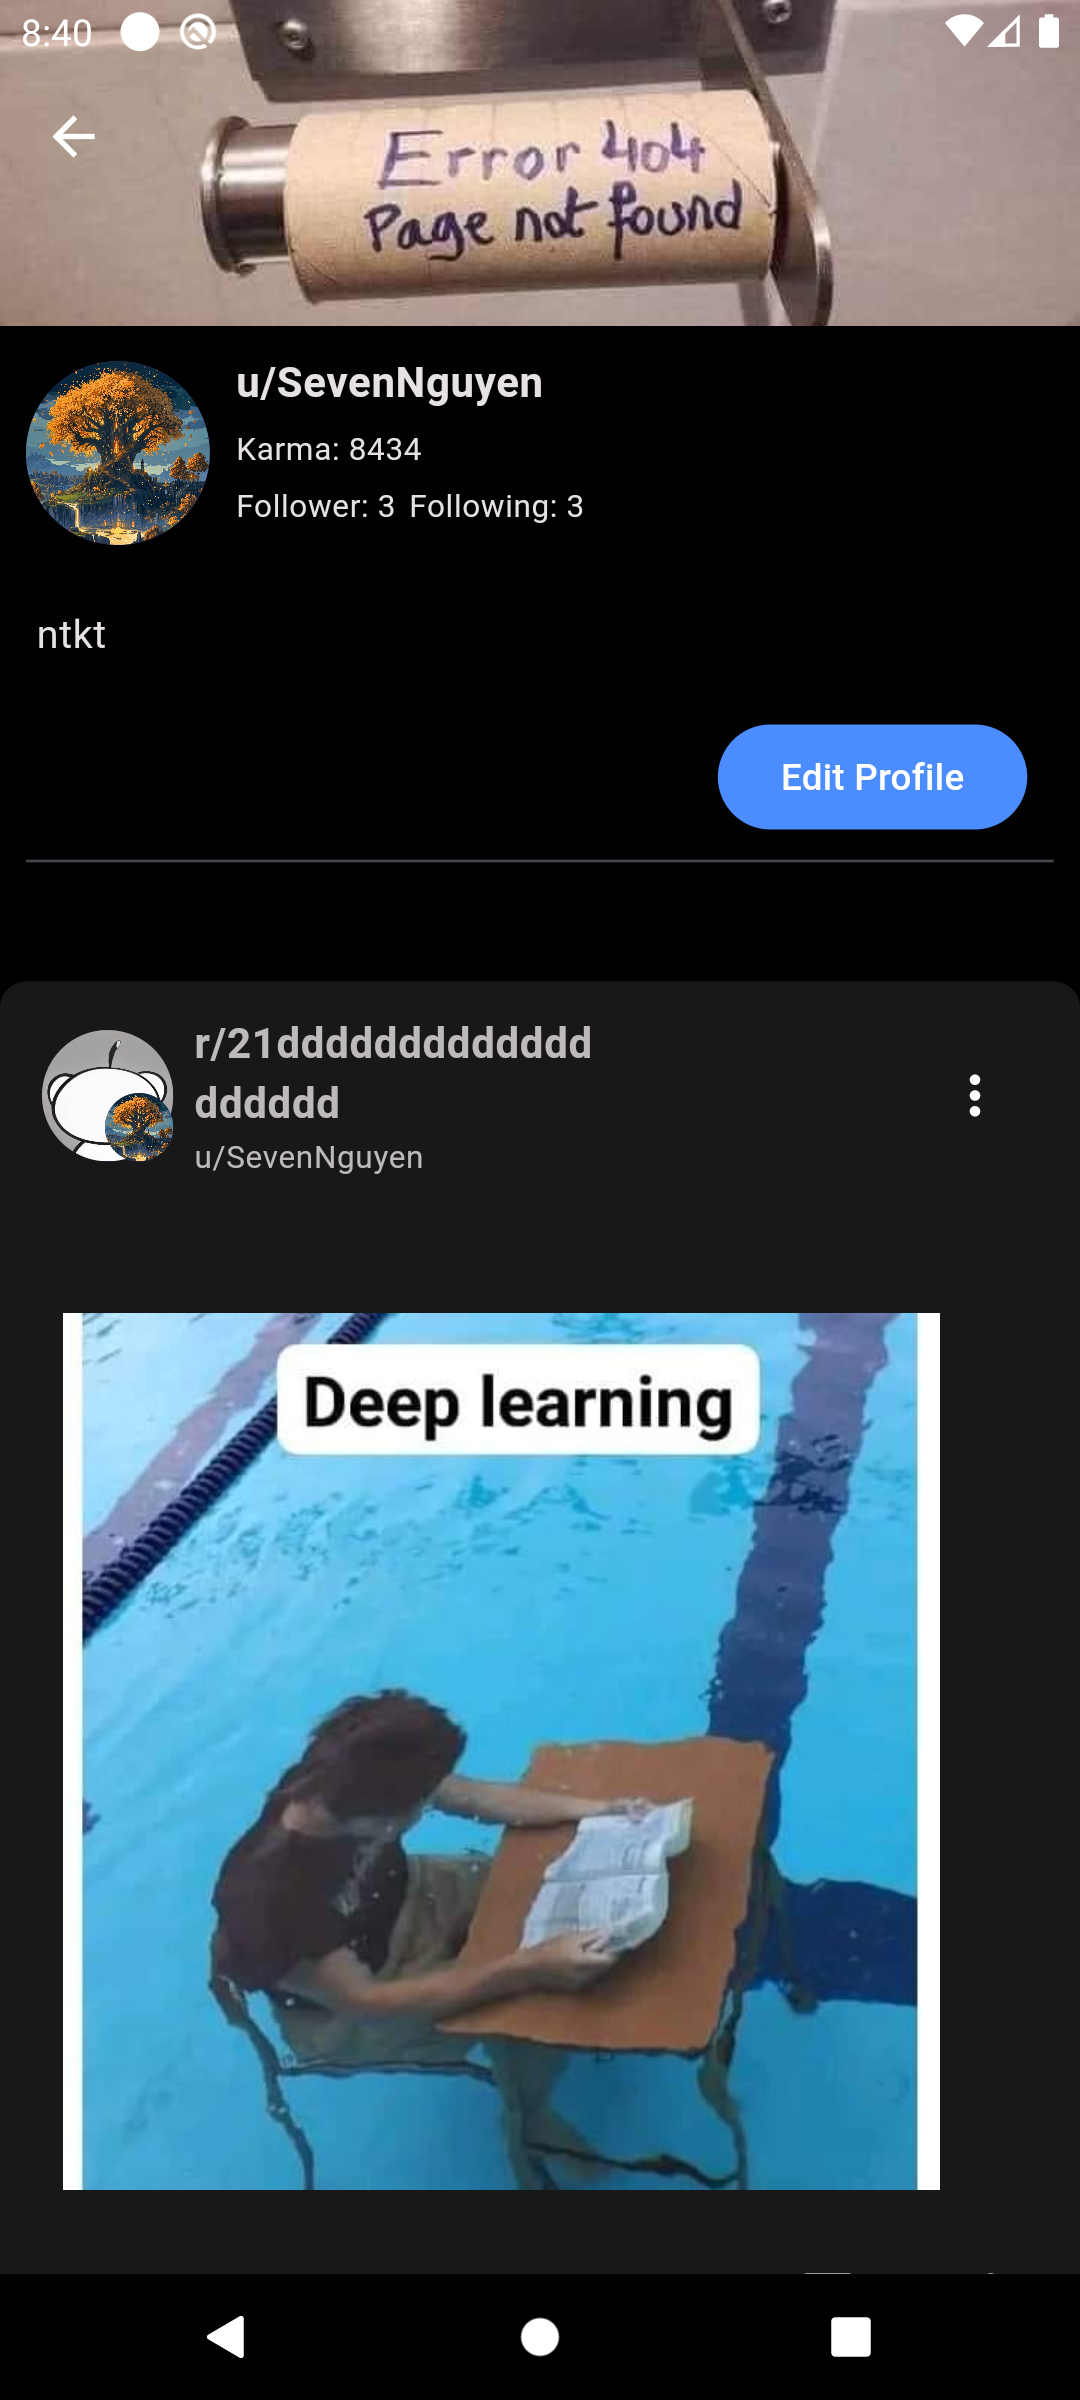 8:40
Error 404
Page not found
u/SevenNguyen
Karma: 8434
Follower: 3 Following: 3
ntkt
Edit Profile
r/21ddddddddddddd
dddddd
u/SevenNguyen
Deep learning